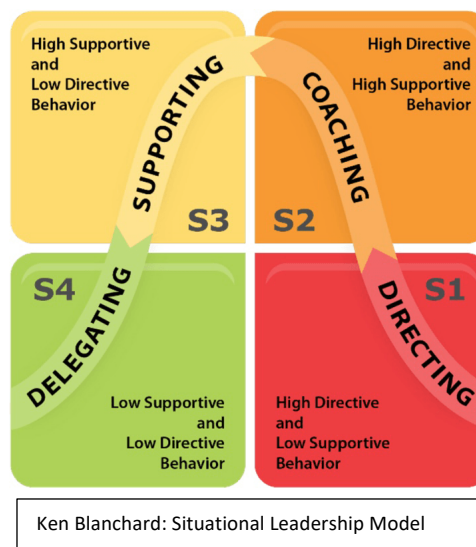 High Supportive
and
Low Directive
Behavior
SUPPORTING
S3
High Directive
and
High Supportive
Behavior
COACHING
S2
S4
DELEGATING
Low Supportive
and
Low Directive
Behavior
S1
DIRECTING
High Directive
and
Low Supportive
Behavior
Ken Blanchard: Situational Leadership Model